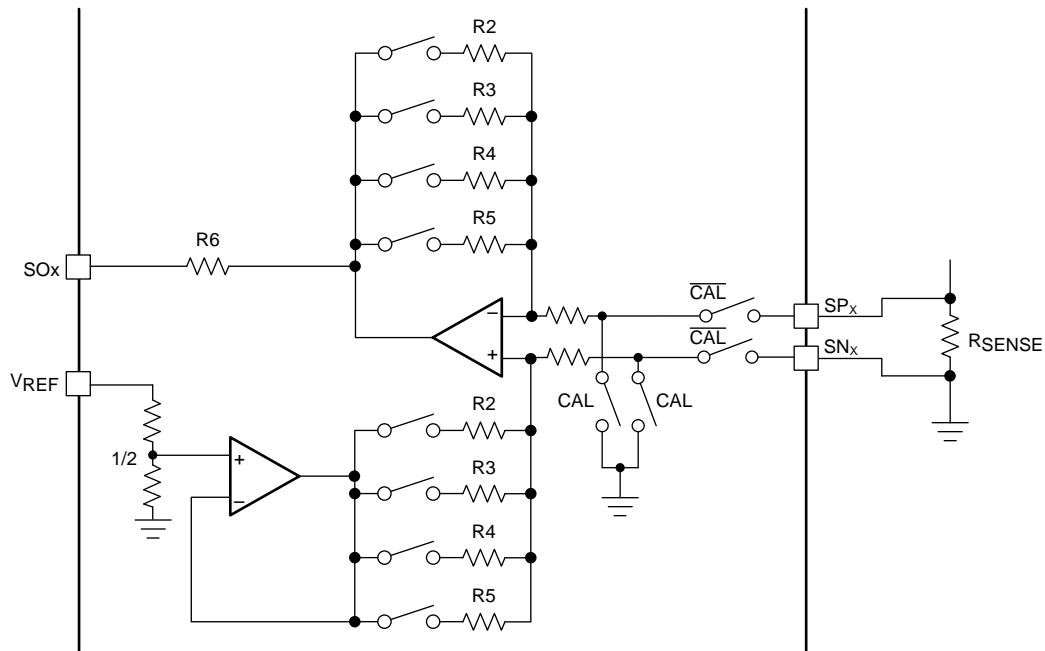 R2
R3
R4
R5
R6
SOx
−
+
CAL
CAL
SPX
SNX
RSENSE
VREF
1/2
+
−
CAL
CAL
R2
R3
R4
R5